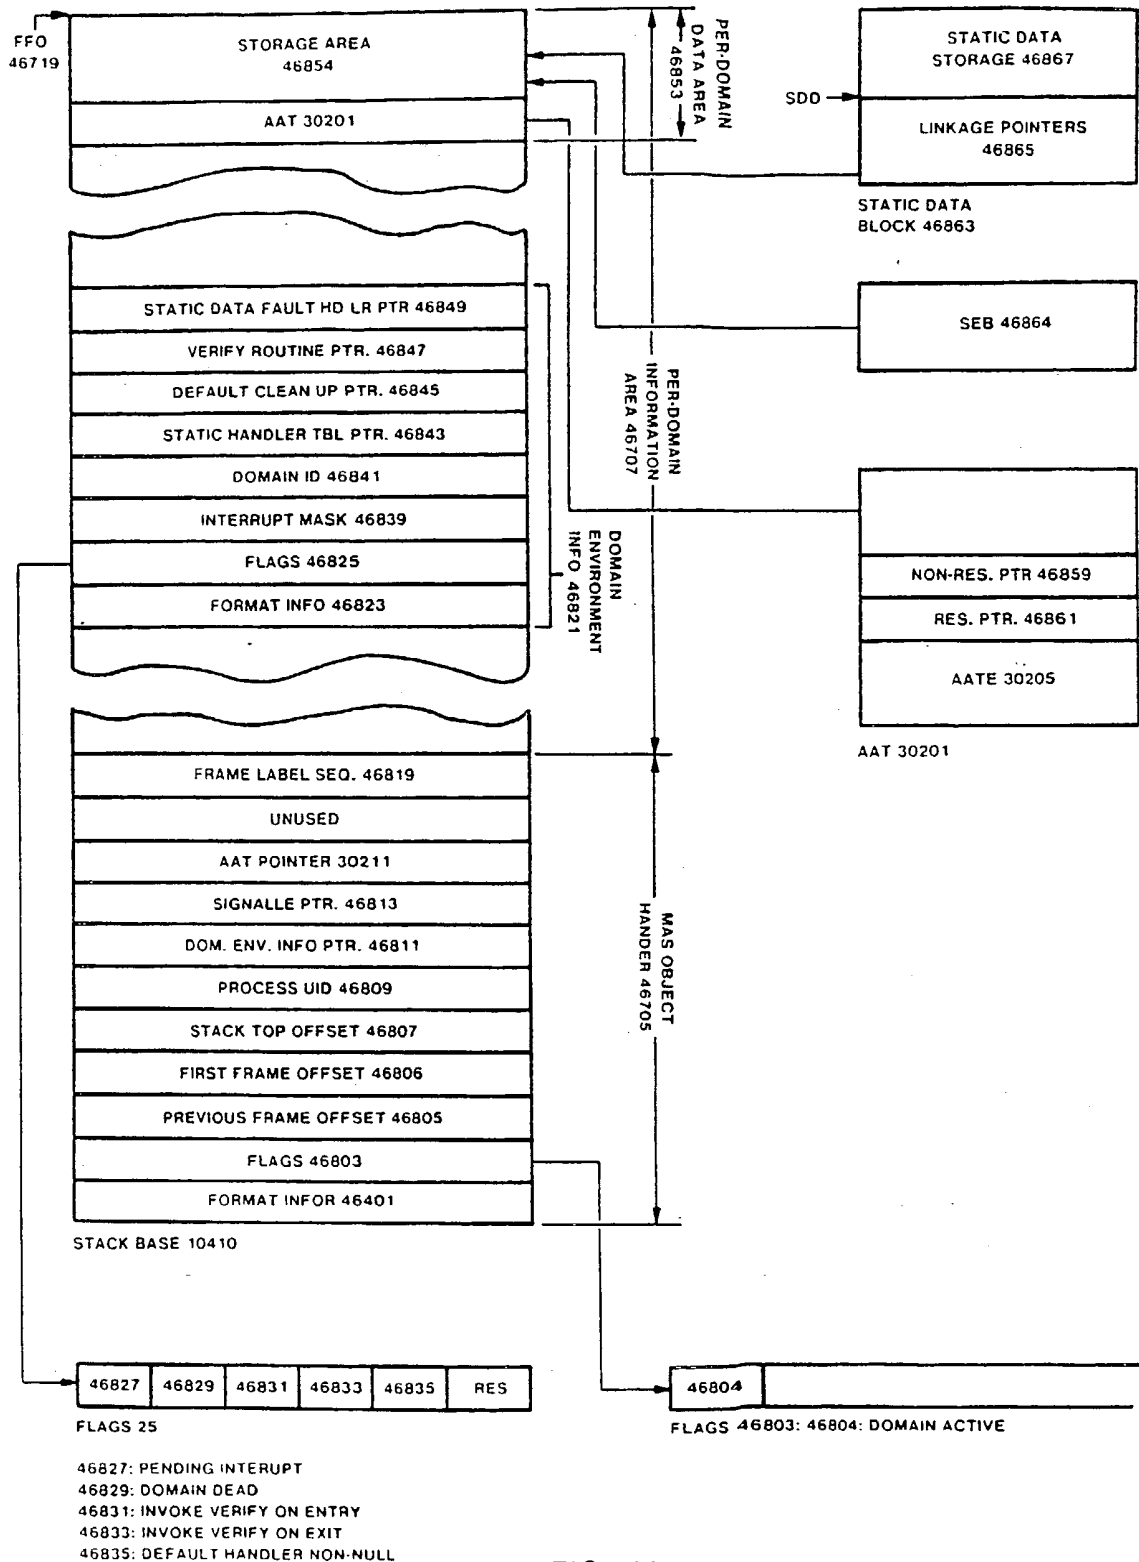 FFO
46719
STORAGE AREA
46854
AAT 30201
PER-DOMAIN
DATA AREA
46853
STATIC DATA
STORAGE 46867
SDO
LINKAGE POINTERS
46865
STATIC DATA
BLOCK 46863
STATIC DATA FAULT HD LR PTR 46849
VERIFY ROUTINE PTR. 46847
DEFAULT CLEAN UP PTR. 46845
STATIC HANDLER TBL PTR. 46843
DOMAIN ID 46841
INTERRUPT MASK 46839
FLAGS 46825
FORMAT INFO 46823
DOMAIN
ENVIRONMENT
INFO 46821
PER-DOMAIN
INFORMATION
AREA 46707
SEB 46864
NON-RES. PTR 46859
RES. PTR. 46861
AATE 30205
AAT 30201
FRAME LABEL SEQ. 46819
UNUSED
AAT POINTER 30211
SIGNALLE PTR. 46813
DOM. ENV. INFO PTR. 46811
PROCESS UID 46809
STACK TOP OFFSET 46807
FIRST FRAME OFFSET 46806
PREVIOUS FRAME OFFSET 46805
FLAGS 46803
FORMAT INFOR 46401
MAS OBJECT
HANDER 46705
STACK BASE 10410
46827 46829 46831 46833 46835 RES
FLAGS 25
46804
FLAGS 46803: 46804: DOMAIN ACTIVE
46827: PENDING INTERUPT
46829: DOMAIN DEAD
46831: INVOKE VERIFY ON ENTRY
46833: INVOKE VERIFY ON EXIT
46835: DEFAULT HANDLER NON-NULL